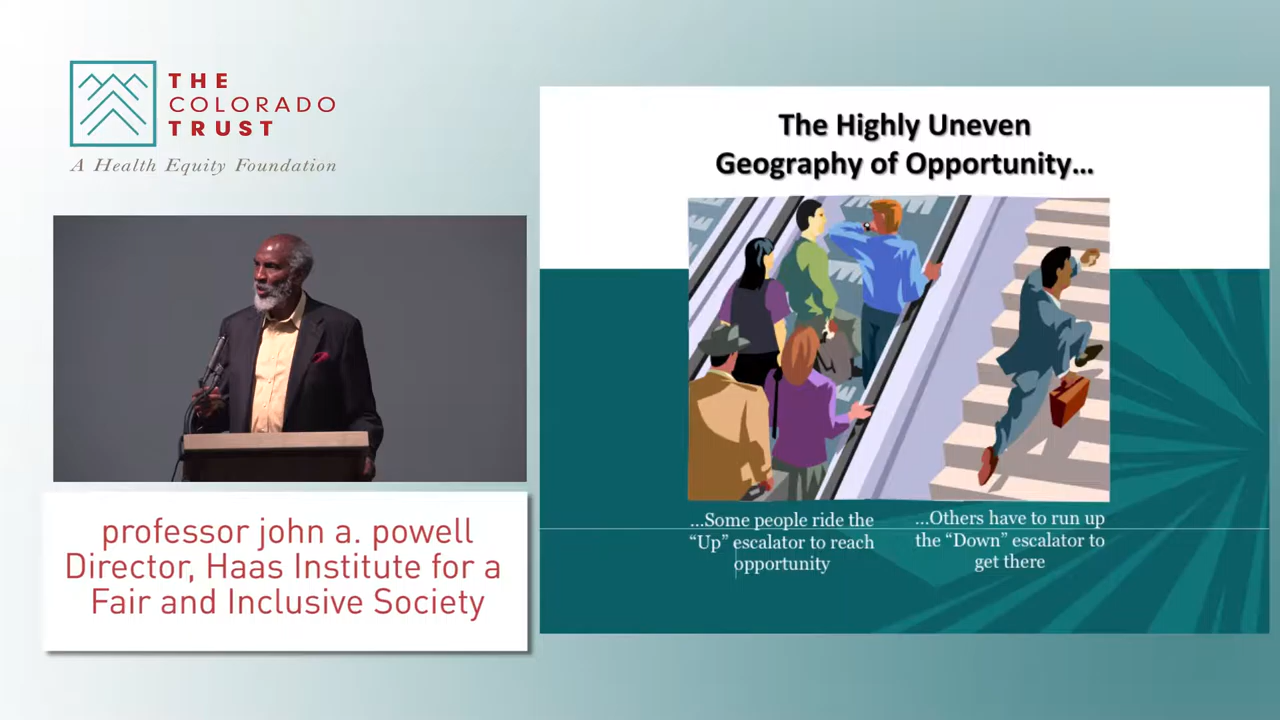 THE
COLORADO
TRUST
A Health Equity Foundation
professor john a. powell
Director, Haas Institute for a
Fair and Inclusive Society
The Highly Uneven
Geography of Opportunity...
...Some people ride the
“Up” escalator to reach
opportunity
...Others have to run up
the “Down” escalator to
get there